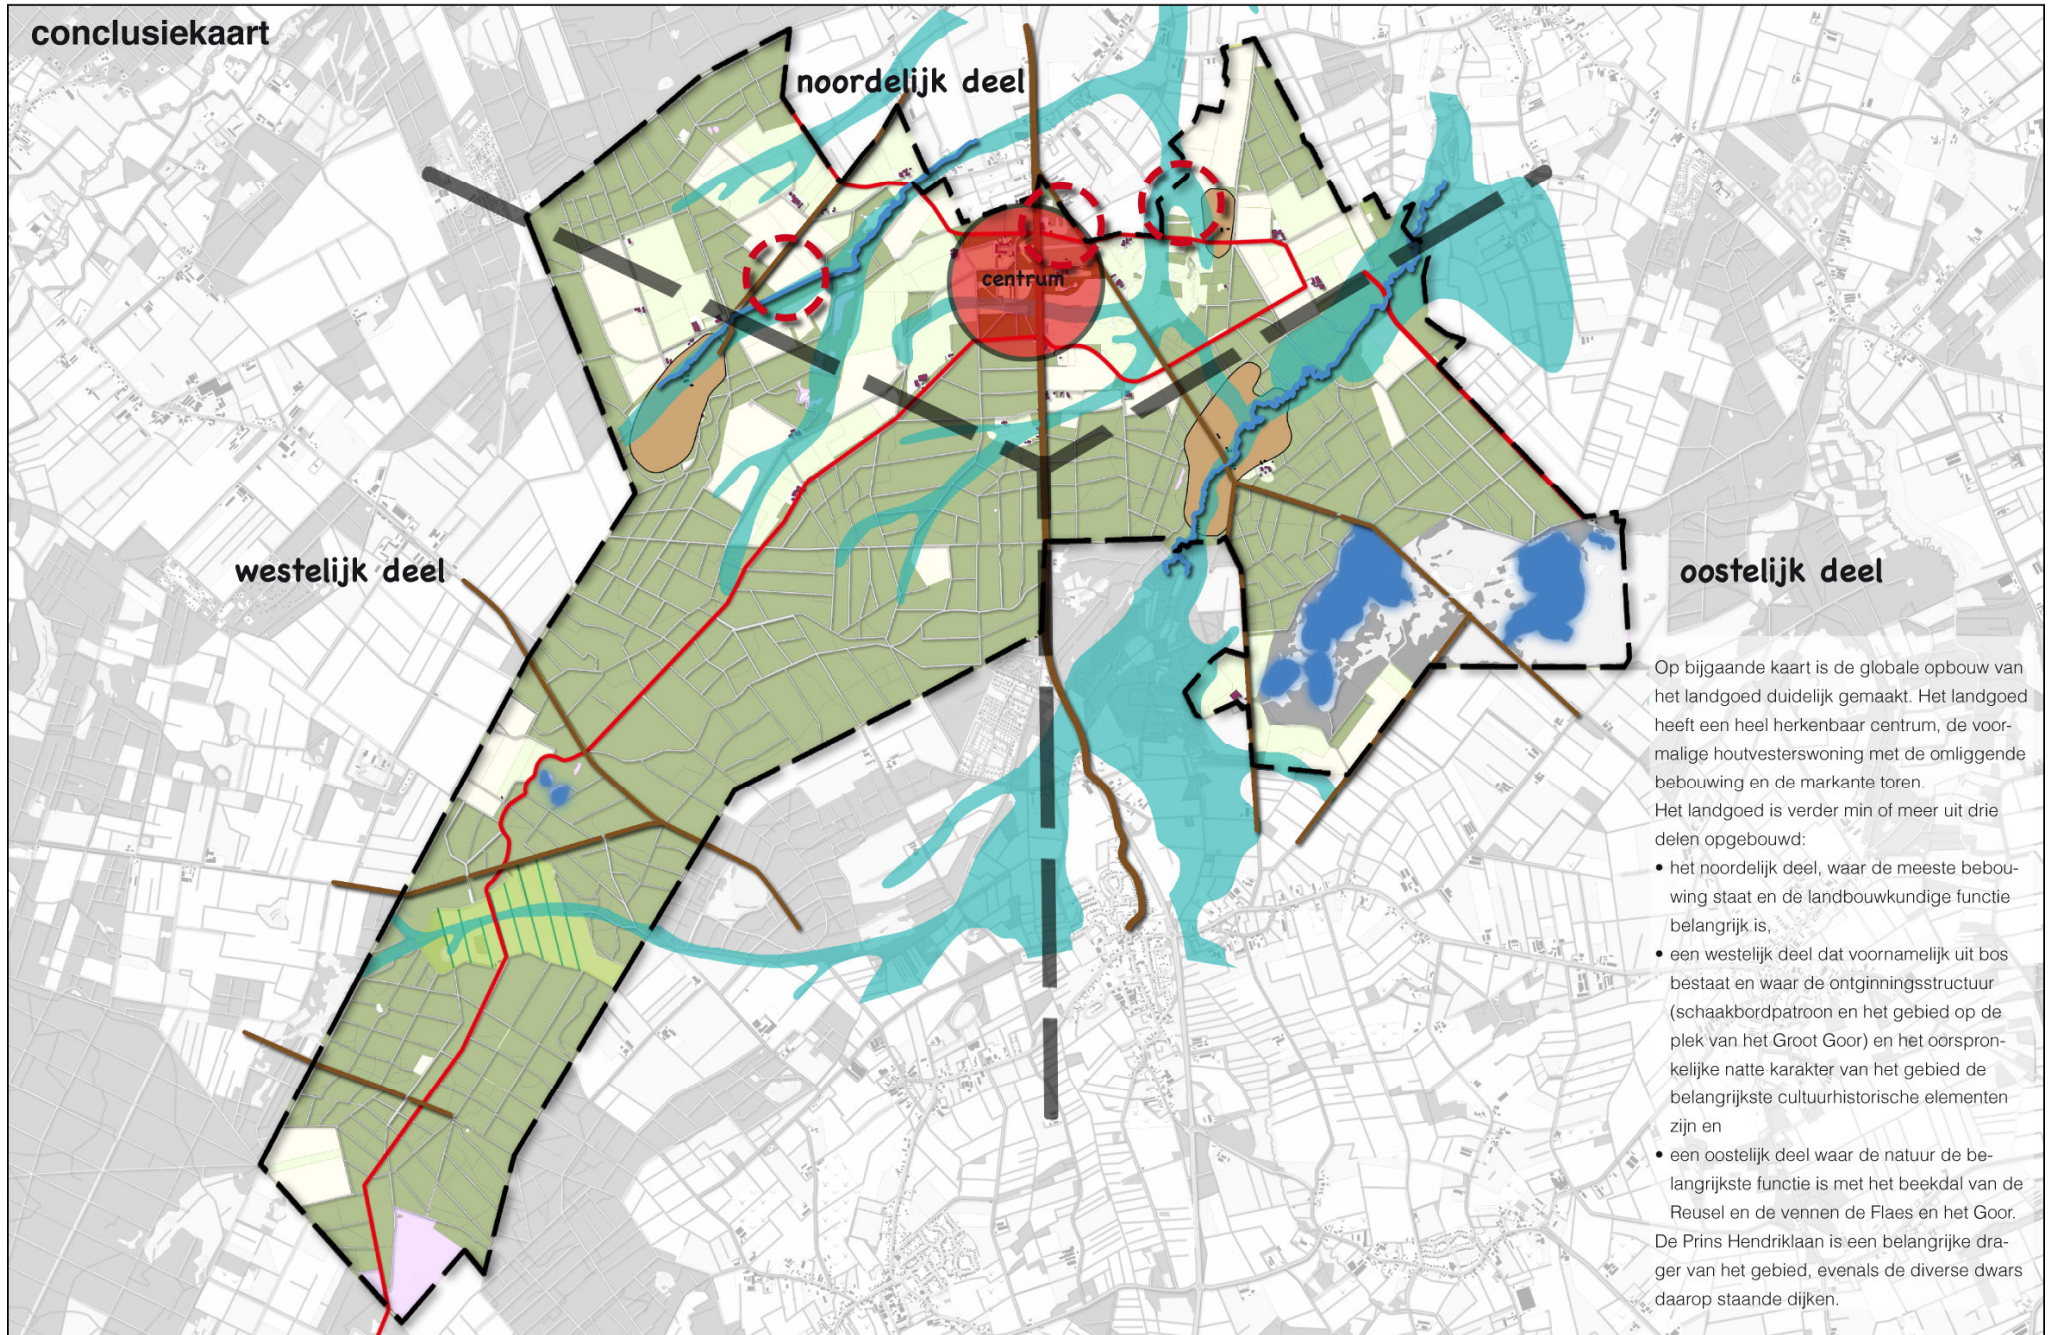 conclusiekaart
noordelijk deel
centrum
westelijk deel
oostelijk deel
Op bijgaande kaart is de globale opbouw van
het landgoed duidelijk gemaakt. Het landgoed
heeft een heel herkenbaar centrum, de voor-
malige houtvesterswoning met de omliggende
bebouwing en de markante toren.
Het landgoed is verder min of meer uit drie
delen opgebouwd:
• het noordelijk deel, waar de meeste bebou-
wing staat en de landbouwkundige functie
belangrijk is,
• een westelijk deel dat voornamelijk uit bos
bestaat en waar de ontginningsstructuur
(schaakbordpatroon en het gebied op de
plek van het Groot Goor) en het oorspron-
kelijke natte karakter van het gebied de
belangrijkste cultuurhistorische elementen
zijn en
• een oostelijk deel waar de natuur de be-
langrijkste functie is met het beekdal van de
Reusel en de vennen de Flaes en het Goor.
De Prins Hendriklaan is een belangrijke dra-
ger van het gebied, evenals de diverse dwars
daarop staande dijken.